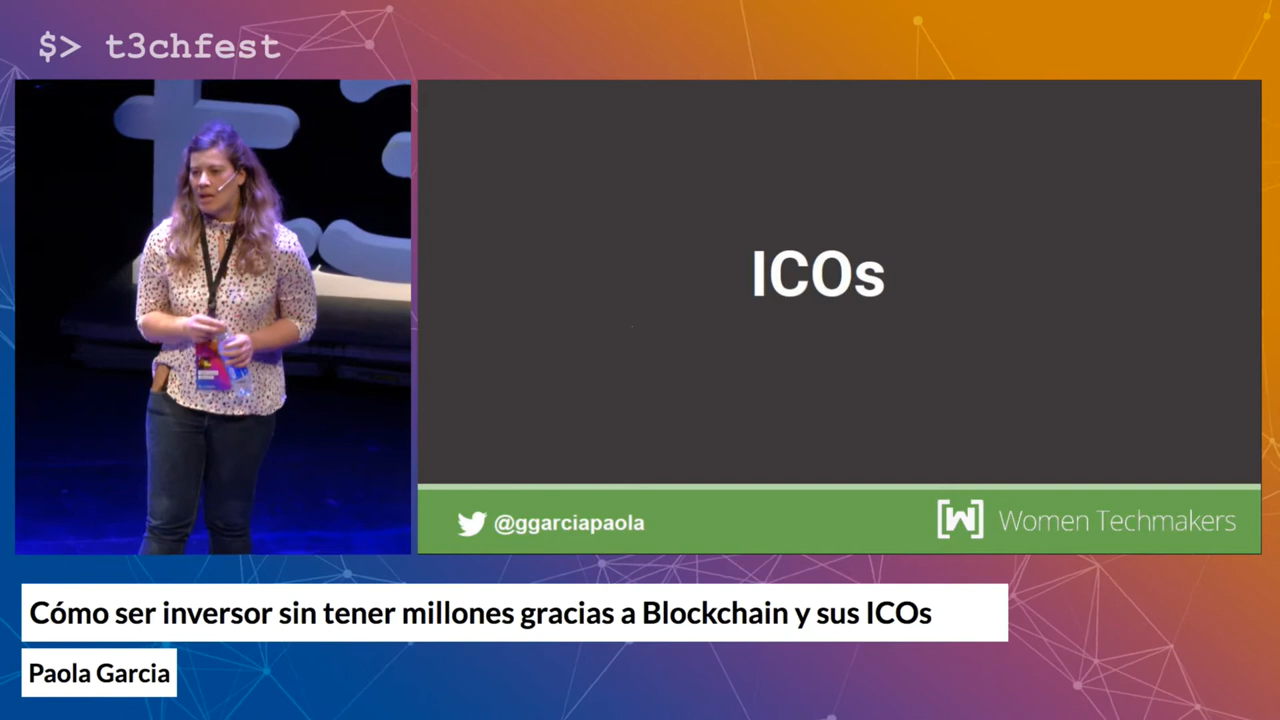 $> t3chfest
ICOs
@ggarciapaola
[W] Women Techmakers
Cómo ser inversor sin tener millones gracias a Blockchain y sus ICOs
Paola Garcia